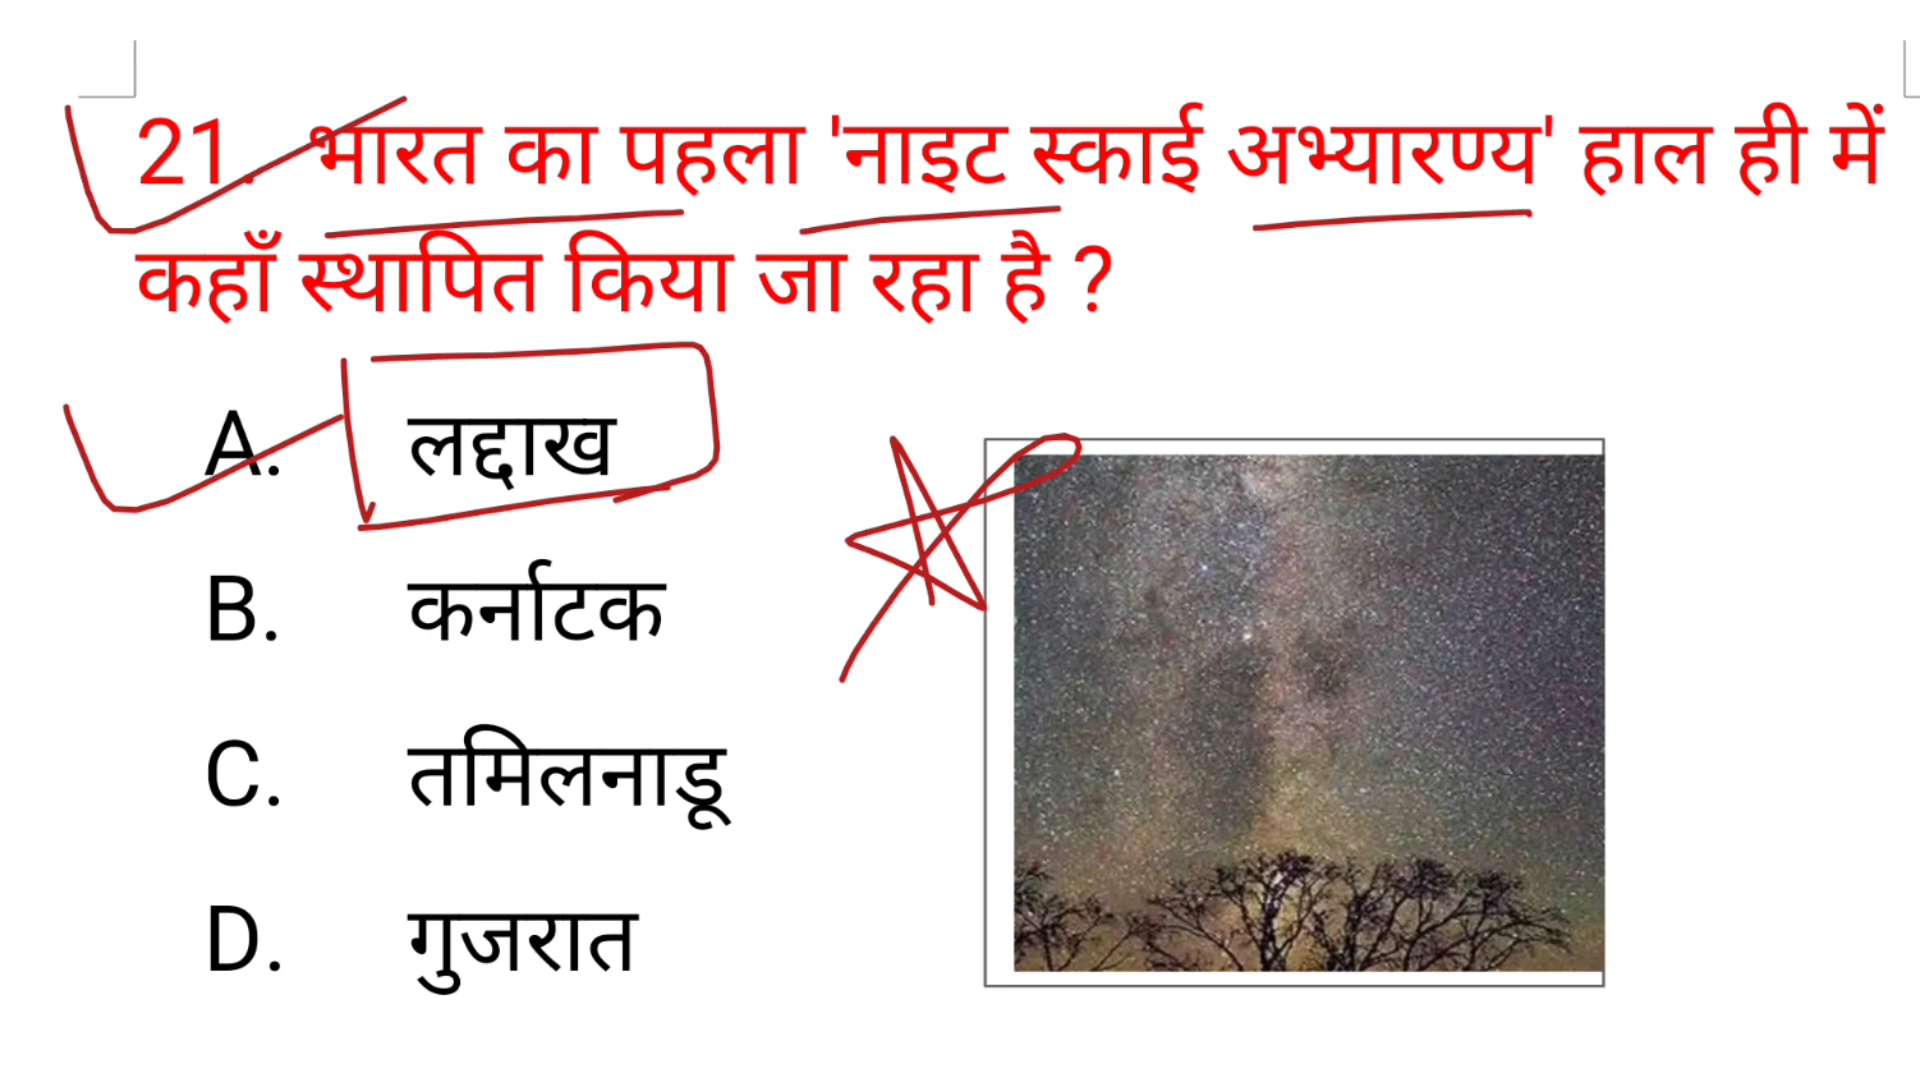 21. भारत का पहला 'नाइट स्काई अभ्यारण्य' हाल ही में
कहाँ स्थापित किया जा रहा है ?
A. लद्दाख
B. कर्नाटक
C. तमिलनाडू
D. गुजरात